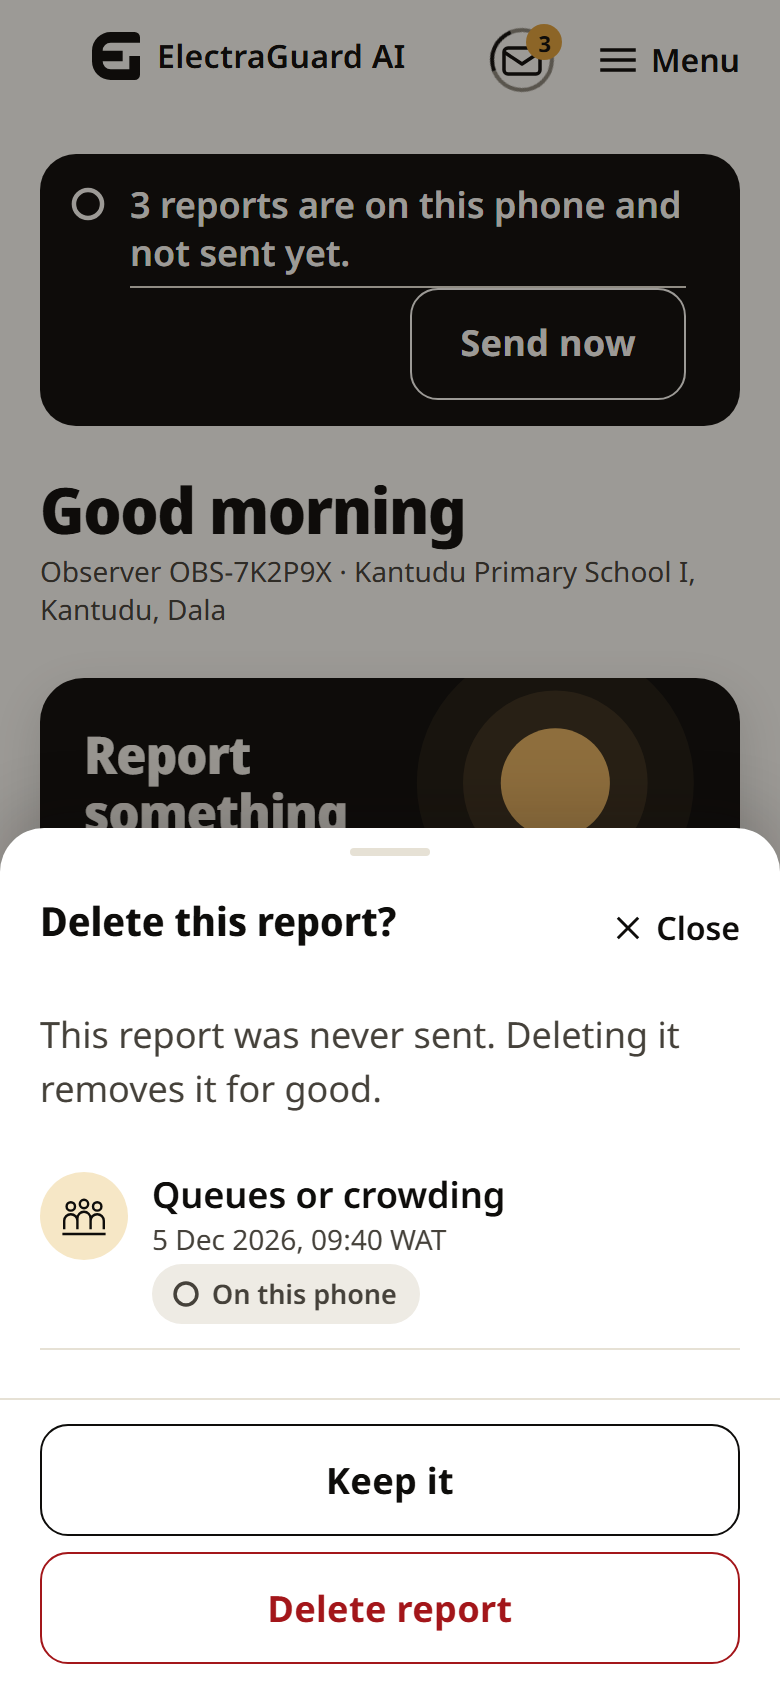 ElectraGuard AI
3
Menu
3 reports are on this phone and
not sent yet.
Send now
Good morning
Observer OBS-7K2P9X · Kantudu Primary School I,
Kantudu, Dala
Report
something
Delete this report?
Close
This report was never sent. Deleting it
removes it for good.
Queues or crowding
5 Dec 2026, 09:40 WAT
On this phone
Keep it
Delete report